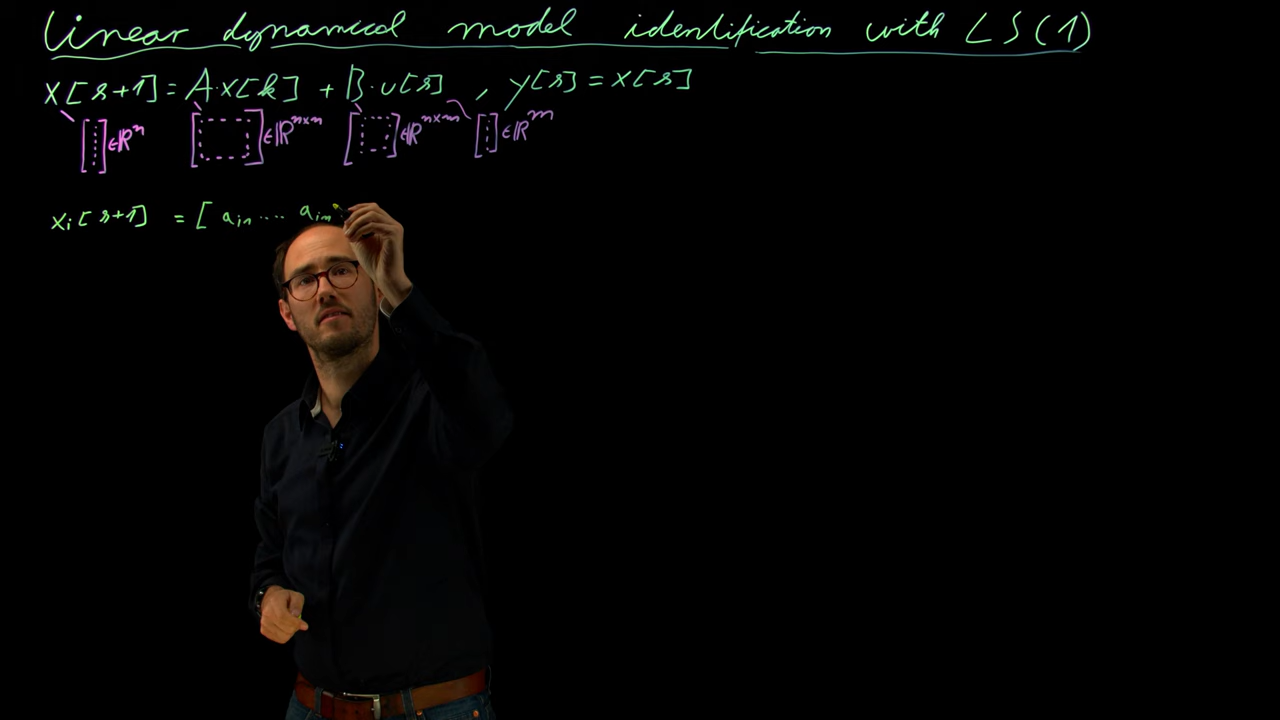 Linear dynamical model identification with LS(1)
x[k+1] = A·x[k] + B·u[k] , y[k] = x[k]
[ ] ∈ ℝⁿ [ ] ∈ ℝⁿˣⁿ [ ] ∈ ℝⁿˣᵐ [ ] ∈ ℝᵐ
xᵢ[k+1] = [ aᵢ₁ .... aᵢₙ